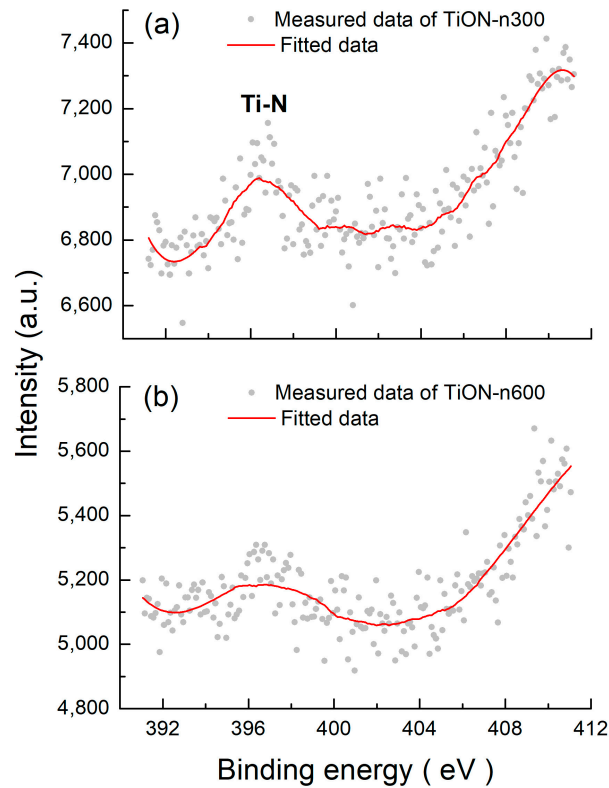 (a)
Measured data of TiON-n300
Fitted data
Ti-N
7,400
7,200
7,000
6,800
6,600
Intensity (a.u.)
(b)
Measured data of TiON-n600
Fitted data
5,800
5,600
5,400
5,200
5,000
4,800
392 396 400 404 408 412
Binding energy ( eV )